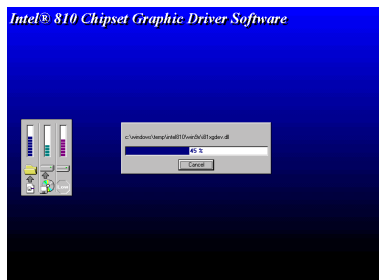 Intel® 810 Chipset Graphic Driver Software
c:\windows\temp\intel810\win9x\i81xgdev.dll
45 %
Cancel